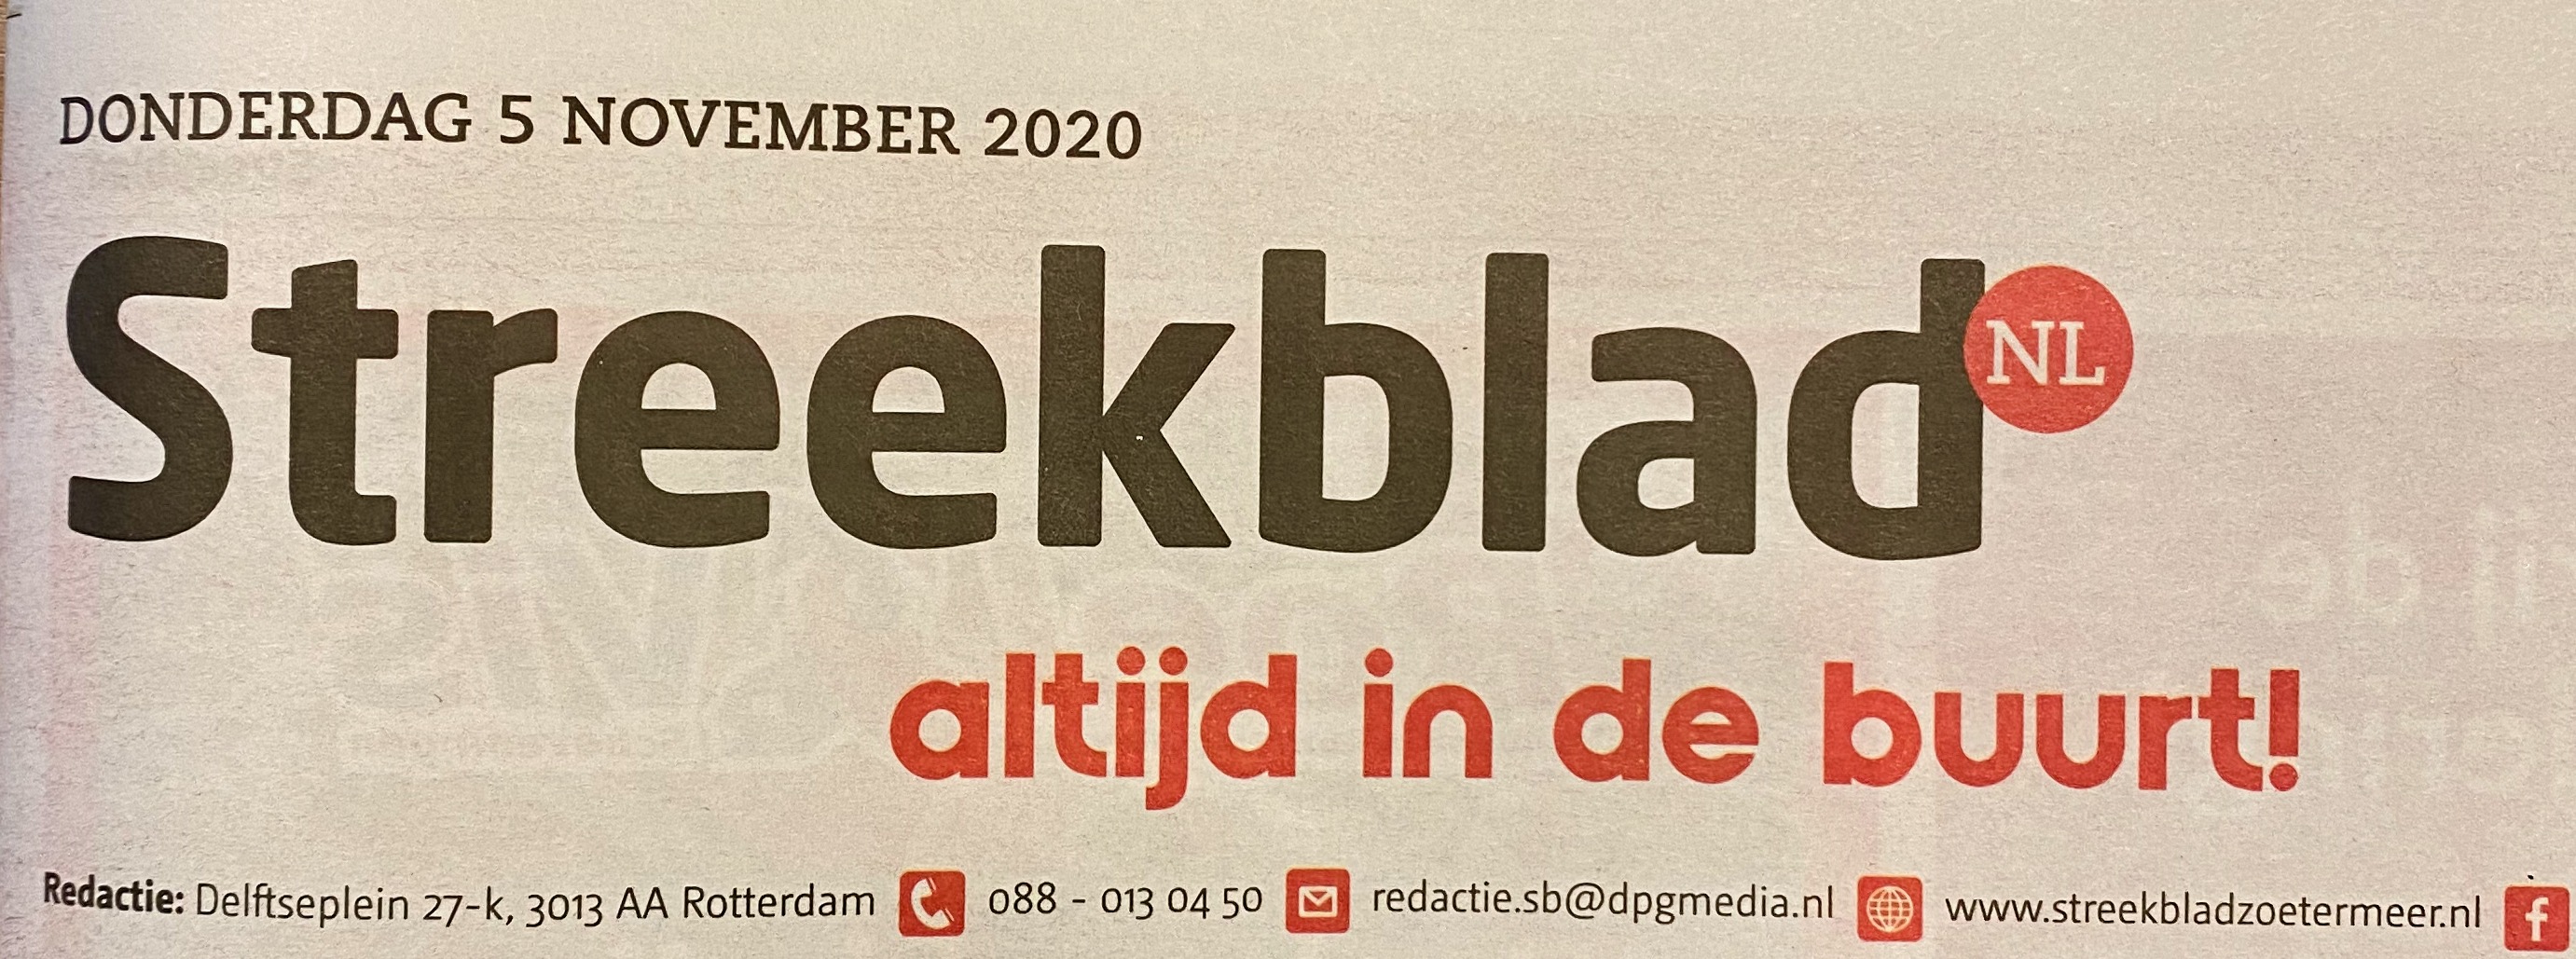 DONDERDAG 5 NOVEMBER 2020
Streekblad NL
altijd in de buurt!
Redactie: Delftseplein 27-k, 3013 AA Rotterdam 088 - 013 04 50 redactie.sb@dpgmedia.nl www.streekbladzoetermeer.nl f